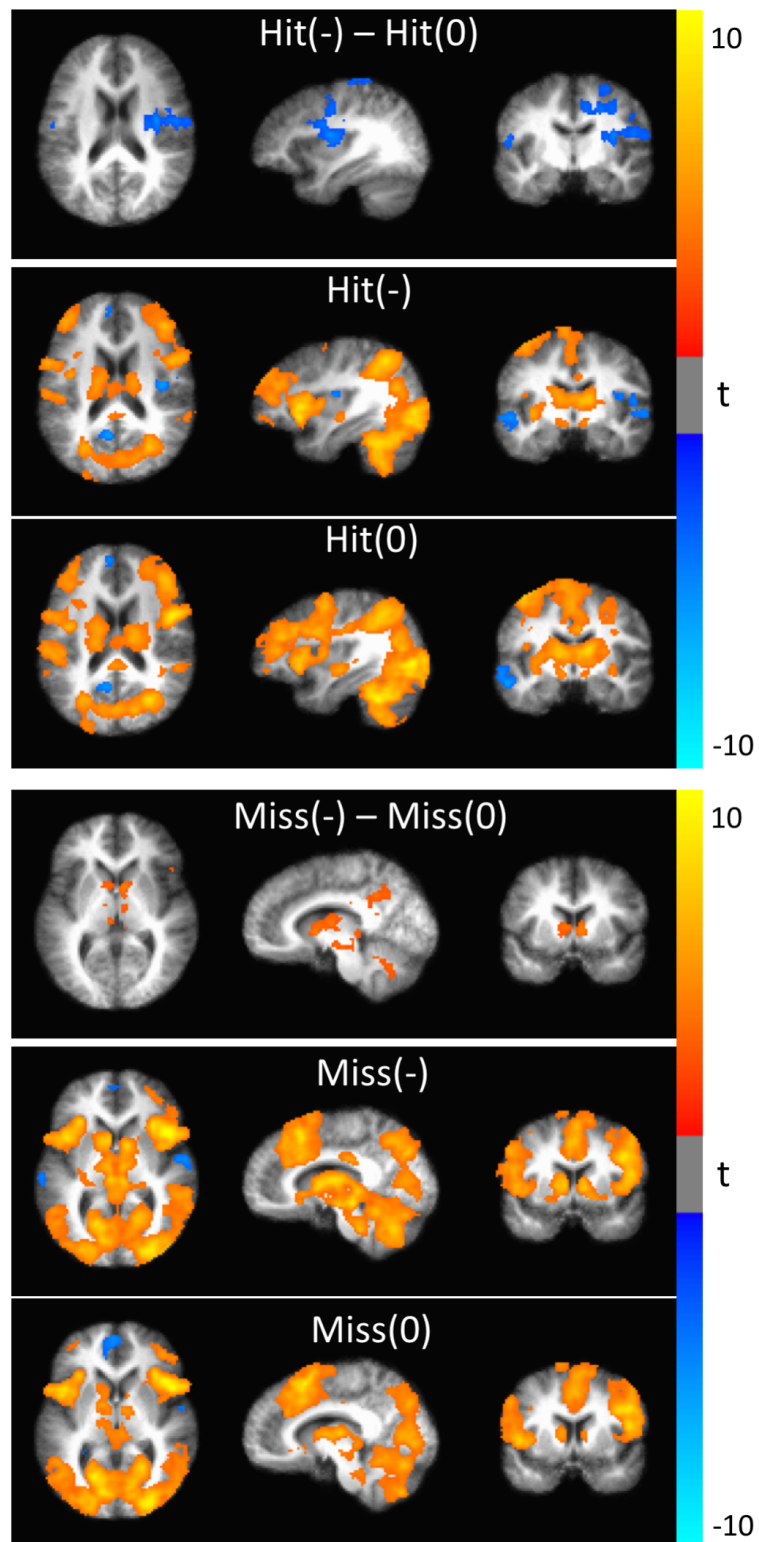 Hit(-) – Hit(0)
10
Hit(-)
t
Hit(0)
-10
Miss(-) – Miss(0)
10
Miss(-)
t
Miss(0)
-10